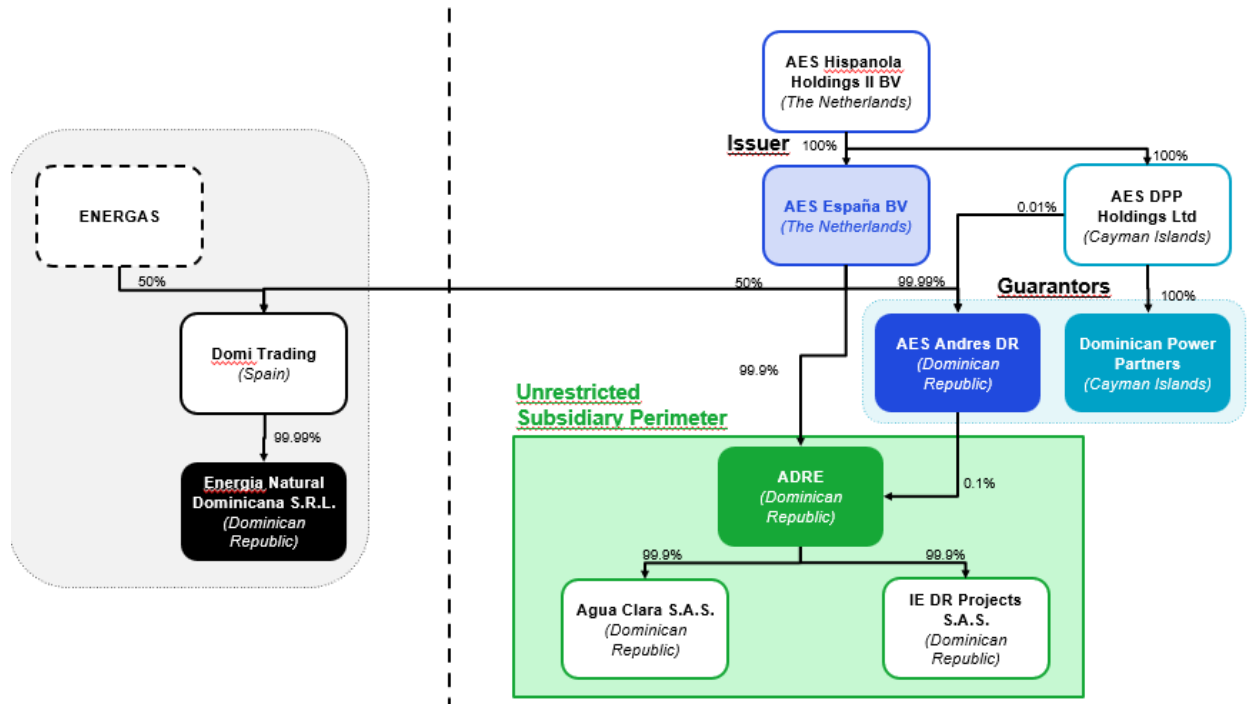 AES Hispanola
Holdings II BV
(The Netherlands)
Issuer
100%
100%
ENERGAS
AES España BV
(The Netherlands)
0.01%
AES DPP
Holdings Ltd
(Cayman Islands)
50%
50%
99.99%
Guarantors
100%
Domi Trading
(Spain)
AES Andres DR
(Dominican
Republic)
Dominican Power
Partners
(Cayman Islands)
99.9%
Unrestricted
Subsidiary Perimeter
99.99%
Energia Natural
Dominicana S.R.L.
(Dominican
Republic)
ADRE
(Dominican
Republic)
0.1%
99.9%
99.9%
Agua Clara S.A.S.
(Dominican
Republic)
IE DR Projects
S.A.S.
(Dominican
Republic)